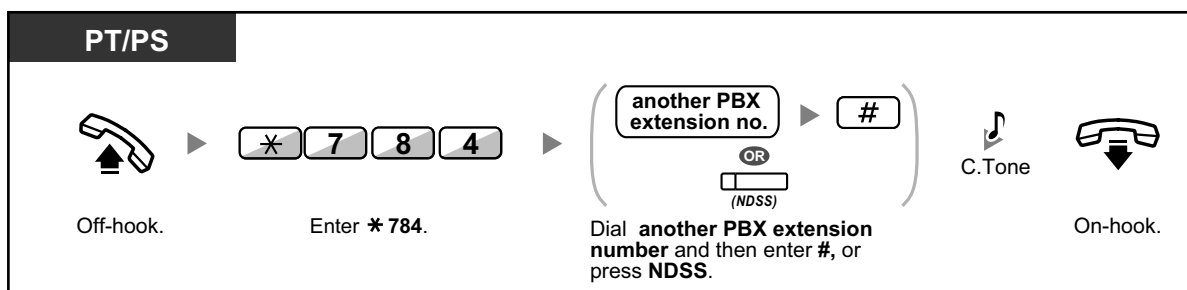 PT/PS
another PBX
extension no.
#
OR
(NDSS)
* 7 8 4
C.Tone
Off-hook.
Enter * 784.
Dial another PBX extension
number and then enter #, or
press NDSS.
On-hook.